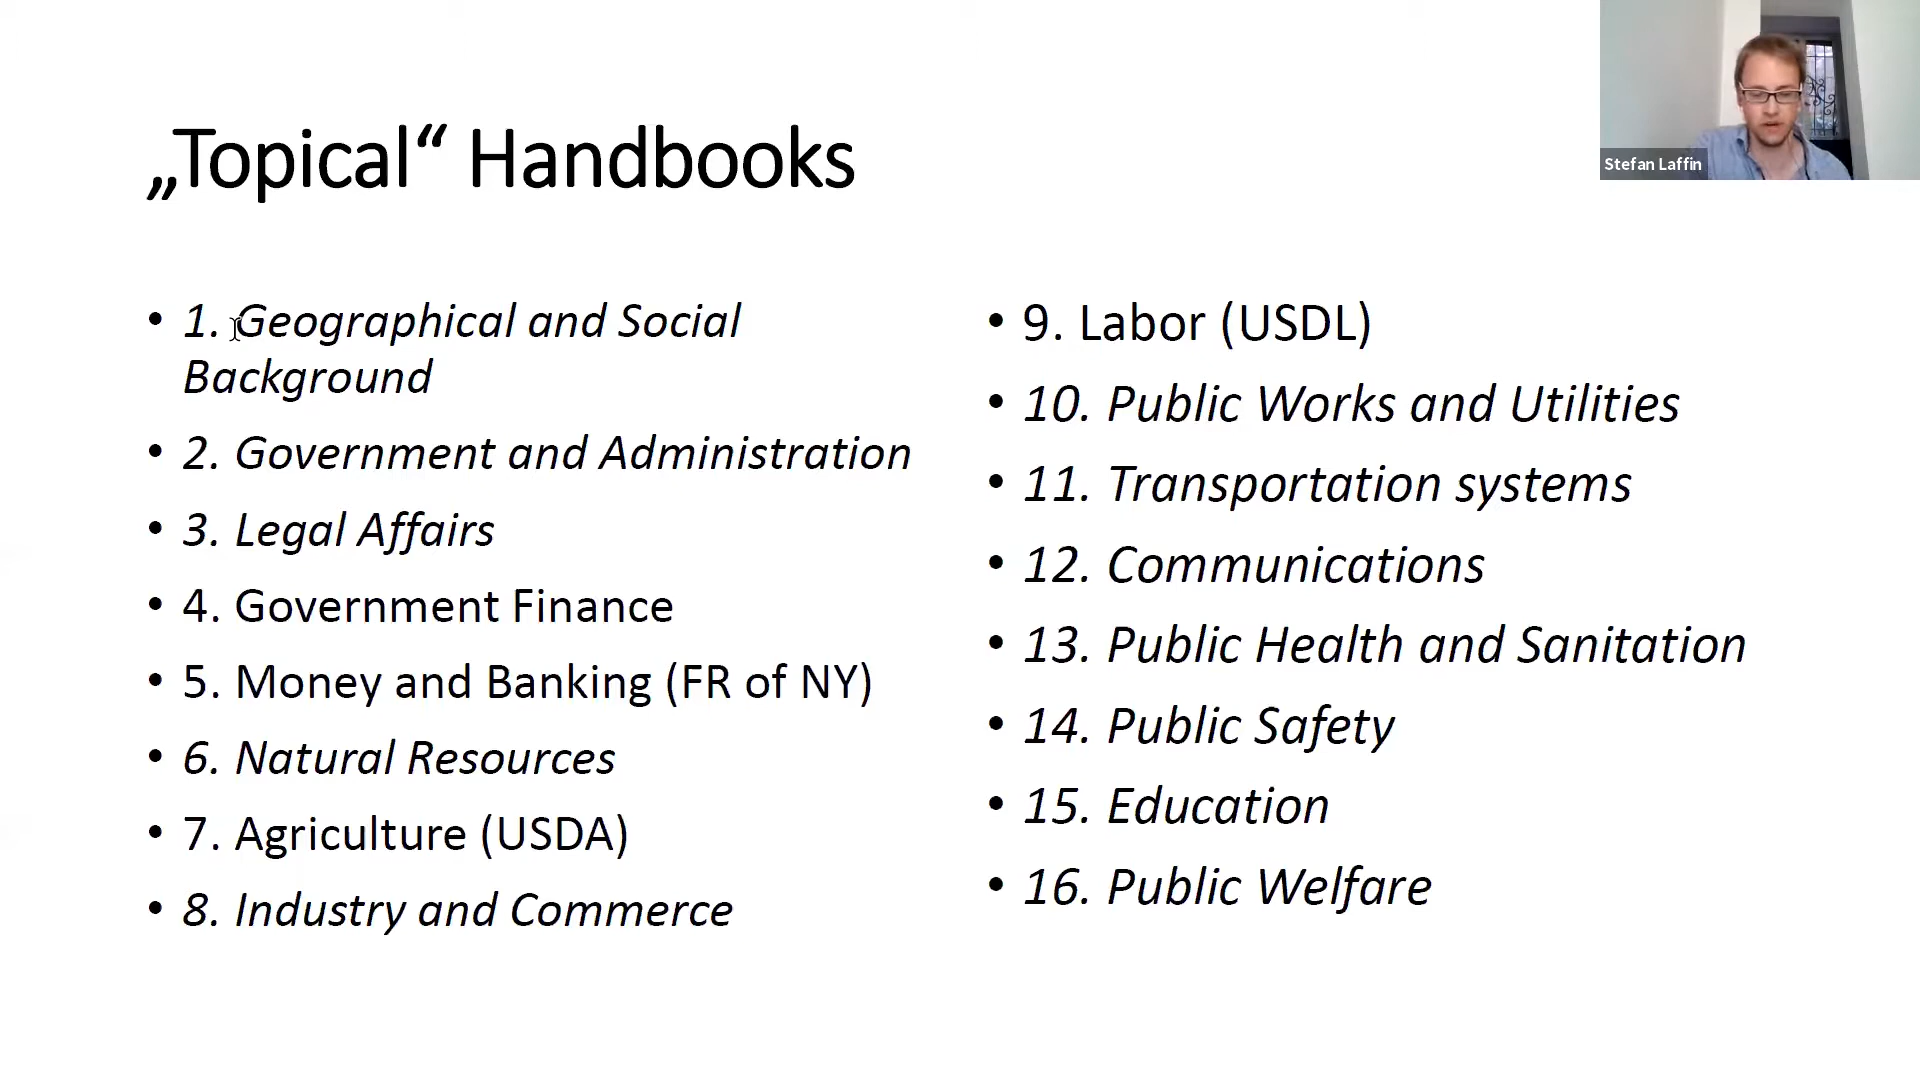 „Topical“ Handbooks
Stefan Laffin
• 1. Geographical and Social
Background
• 2. Government and Administration
• 3. Legal Affairs
• 4. Government Finance
• 5. Money and Banking (FR of NY)
• 6. Natural Resources
• 7. Agriculture (USDA)
• 8. Industry and Commerce
• 9. Labor (USDL)
• 10. Public Works and Utilities
• 11. Transportation systems
• 12. Communications
• 13. Public Health and Sanitation
• 14. Public Safety
• 15. Education
• 16. Public Welfare